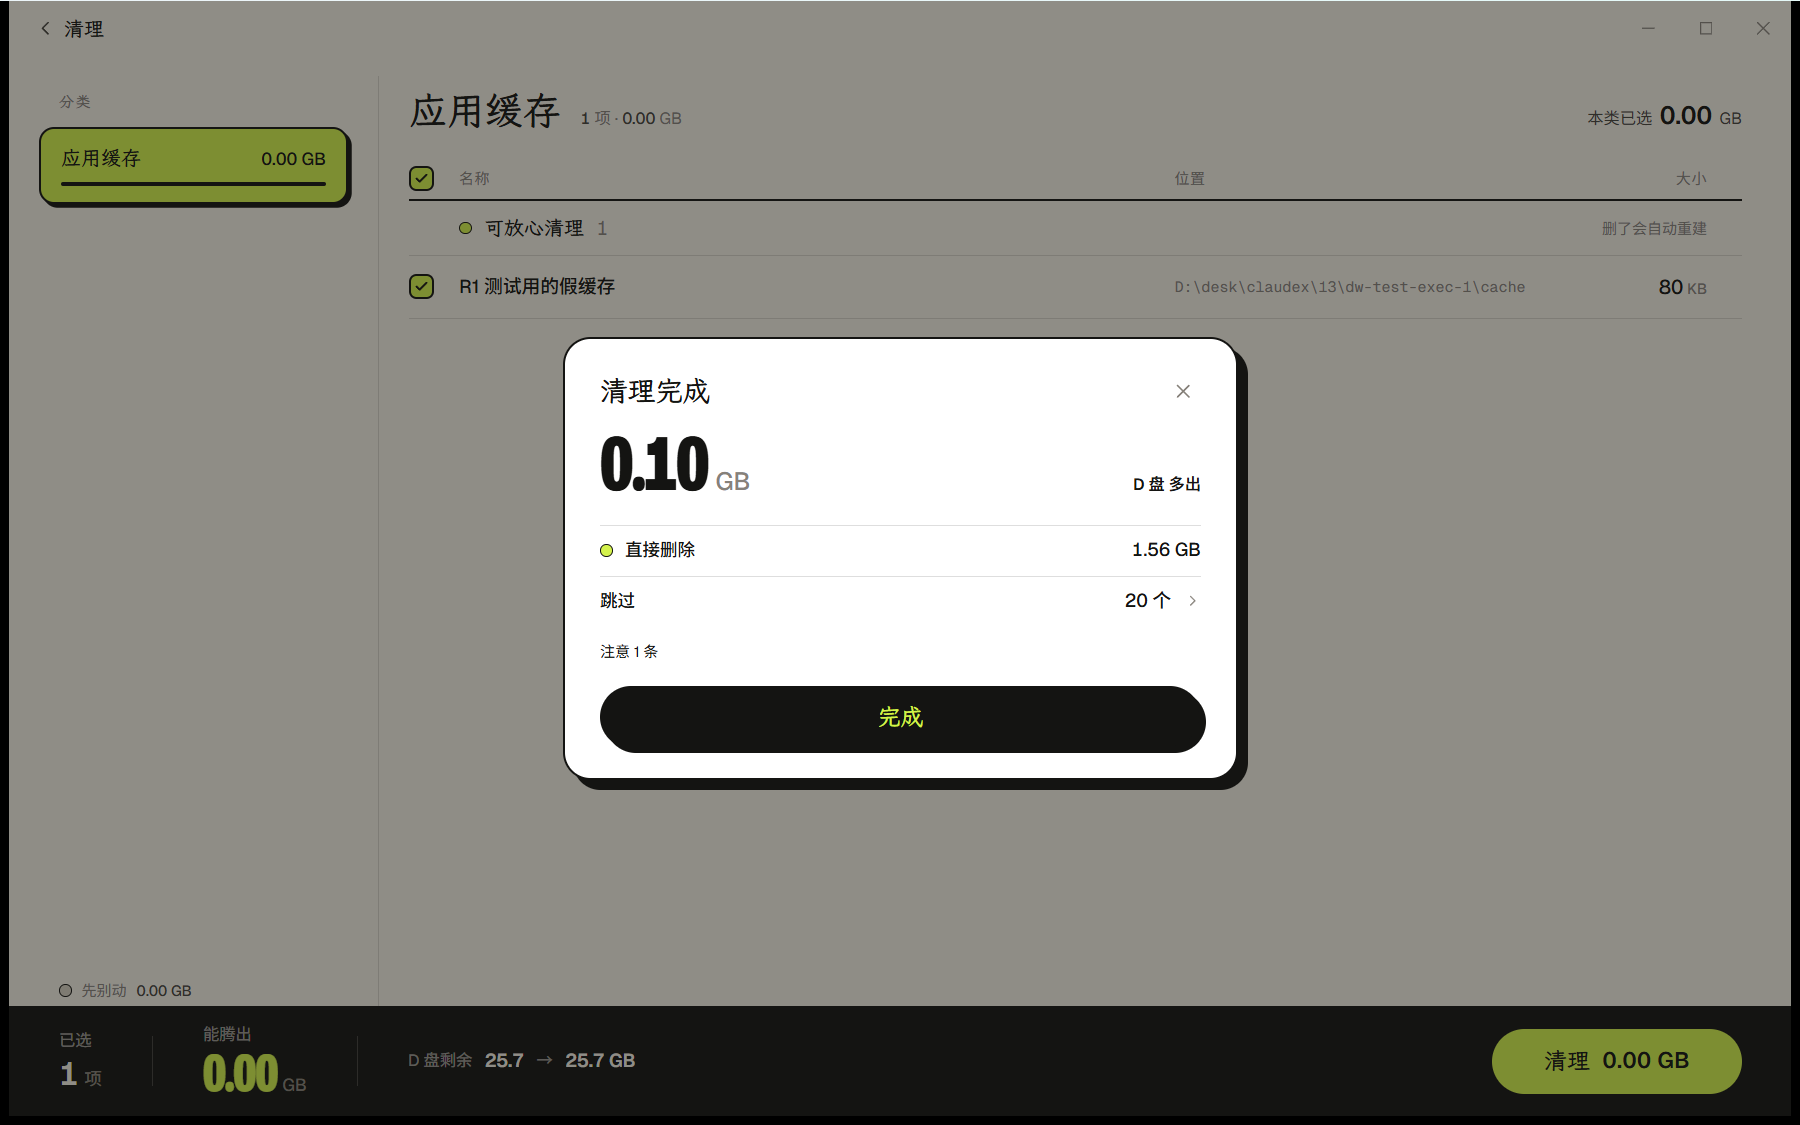 清理
分类
应用缓存 0.00 GB
应用缓存 1 项 · 0.00 GB
本类已选 0.00 GB
名称 位置 大小
可放心清理 1 删了会自动重建
R1 测试用的假缓存 D:\desk\claudex\13\dw-test-exec-1\cache 80 KB
清理完成
0.10 GB D 盘 多出
直接删除 1.56 GB
跳过 20 个
注意 1 条
完成
先别动 0.00 GB
已选
1 项
能腾出
0.00 GB
D 盘剩余 25.7 → 25.7 GB
清理 0.00 GB